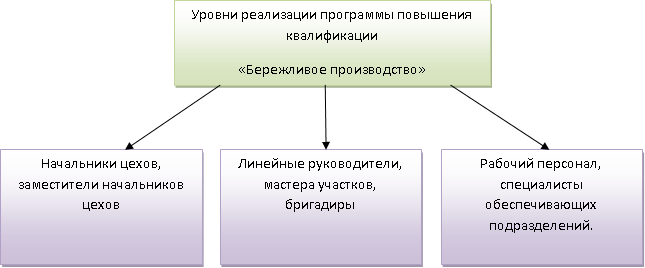 Уровни реализации программы повышения
квалификации
«Бережливое производство»
Начальники цехов,
заместители начальников
цехов
Линейные руководители,
мастера участков,
бригадиры
Рабочий персонал,
специалисты
обеспечивающих
подразделений.